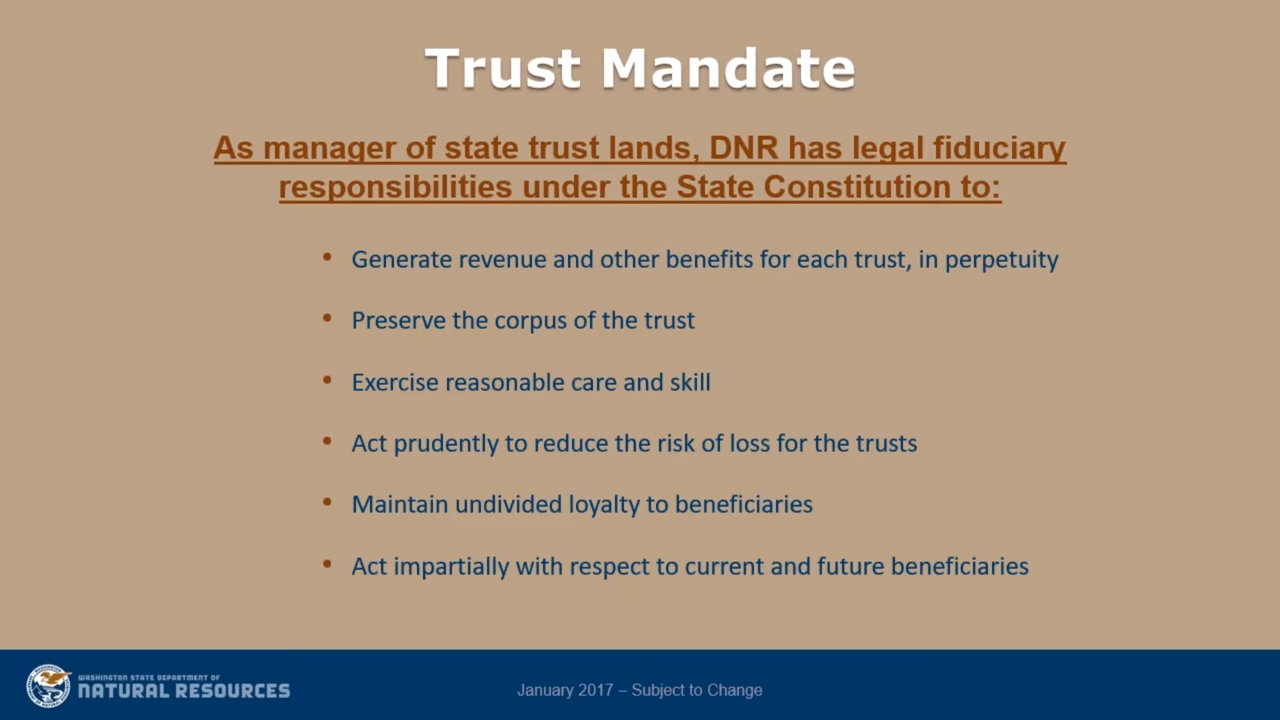 Trust Mandate
As manager of state trust lands, DNR has legal fiduciary
responsibilities under the State Constitution to:
• Generate revenue and other benefits for each trust, in perpetuity
• Preserve the corpus of the trust
• Exercise reasonable care and skill
• Act prudently to reduce the risk of loss for the trusts
• Maintain undivided loyalty to beneficiaries
• Act impartially with respect to current and future beneficiaries
WASHINGTON STATE DEPARTMENT OF
NATURAL RESOURCES
January 2017 – Subject to Change